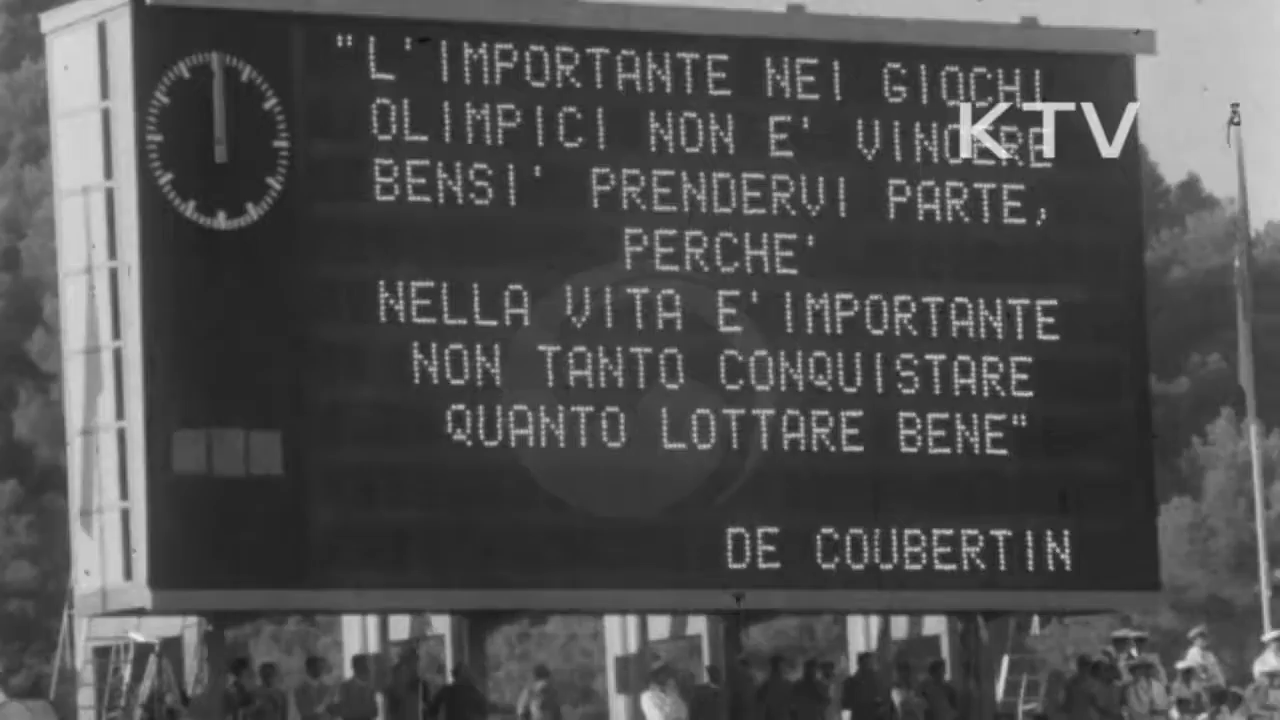 "L'IMPORTANTE NEI GIOCHI
OLIMPICI NON E' VINCERE
BENSI' PRENDERVI PARTE,
PERCHE'
NELLA VITA E' IMPORTANTE
NON TANTO CONQUISTARE
QUANTO LOTTARE BENE"
DE COUBERTIN
KTV